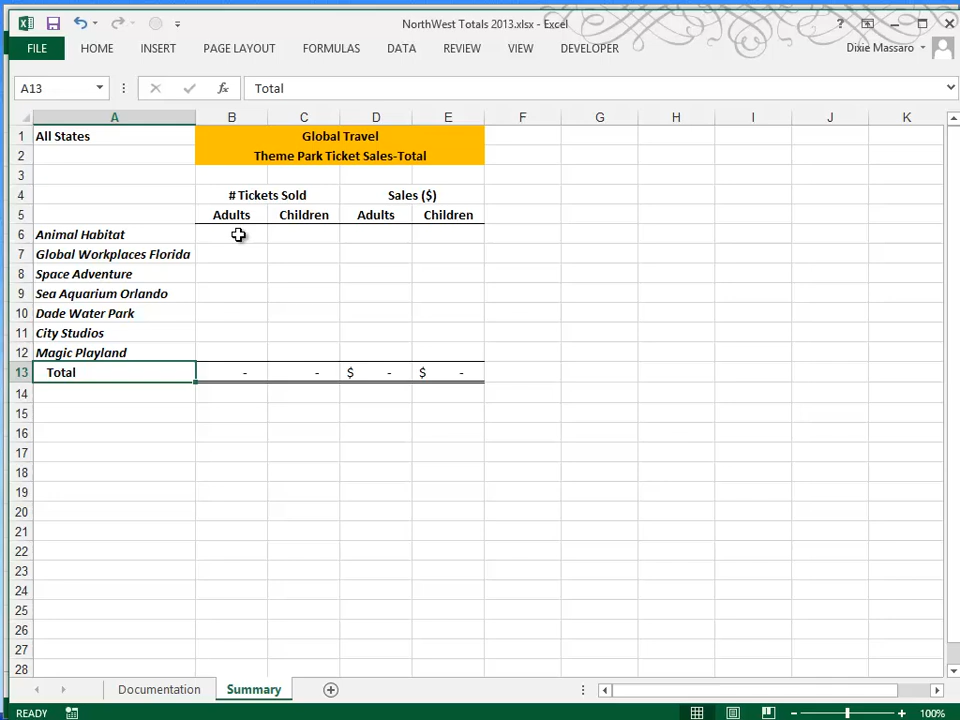 NorthWest Totals 2013.xlsx - Excel
?
FILE HOME INSERT PAGE LAYOUT FORMULAS DATA REVIEW VIEW DEVELOPER Dixie Massaro
A13 fx Total
A B C D E F G H I J K
1 All States Global Travel
2 Theme Park Ticket Sales-Total
3
4 # Tickets Sold Sales ($)
5 Adults Children Adults Children
6 Animal Habitat
7 Global Workplaces Florida
8 Space Adventure
9 Sea Aquarium Orlando
10 Dade Water Park
11 City Studios
12 Magic Playland
13 Total - - $ - $ -
14
15
16
17
18
19
20
21
22
23
24
25
26
27
28
Documentation Summary
READY 100%